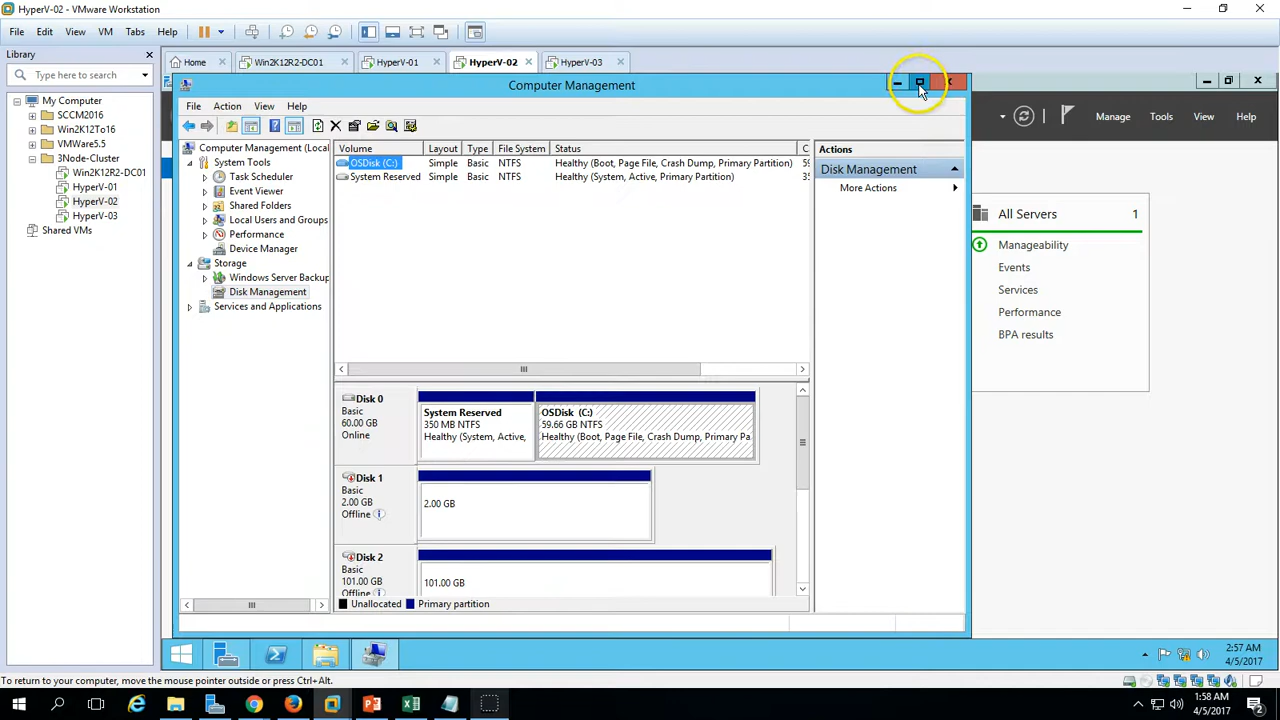 HyperV-02 - VMware Workstation
File Edit View VM Tabs Help
Library
Type here to search
My Computer
SCCM2016
Win2K12To16
VMWare5.5
3Node-Cluster
Win2K12R2-DC01
HyperV-01
HyperV-02
HyperV-03
Shared VMs
Home Win2K12R2-DC01 HyperV-01 HyperV-02 HyperV-03
Computer Management
File Action View Help
Computer Management (Local
System Tools
Task Scheduler
Event Viewer
Shared Folders
Local Users and Groups
Performance
Device Manager
Storage
Windows Server Backup
Disk Management
Services and Applications
Volume Layout Type File System Status C
OSDisk (C:) Simple Basic NTFS Healthy (Boot, Page File, Crash Dump, Primary Partition) 59
System Reserved Simple Basic NTFS Healthy (System, Active, Primary Partition) 35
Disk 0
Basic
60.00 GB
Online
System Reserved
350 MB NTFS
Healthy (System, Active,
OSDisk (C:)
59.66 GB NTFS
Healthy (Boot, Page File, Crash Dump, Primary Pa
Disk 1
Basic
2.00 GB
Offline
2.00 GB
Disk 2
Basic
101.00 GB
Offline
101.00 GB
Unallocated Primary partition
Actions
Disk Management
More Actions
Manage Tools View Help
All Servers 1
Manageability
Events
Services
Performance
BPA results
2:57 AM
4/5/2017
To return to your computer, move the mouse pointer outside or press Ctrl+Alt.
1:58 AM
4/5/2017
2